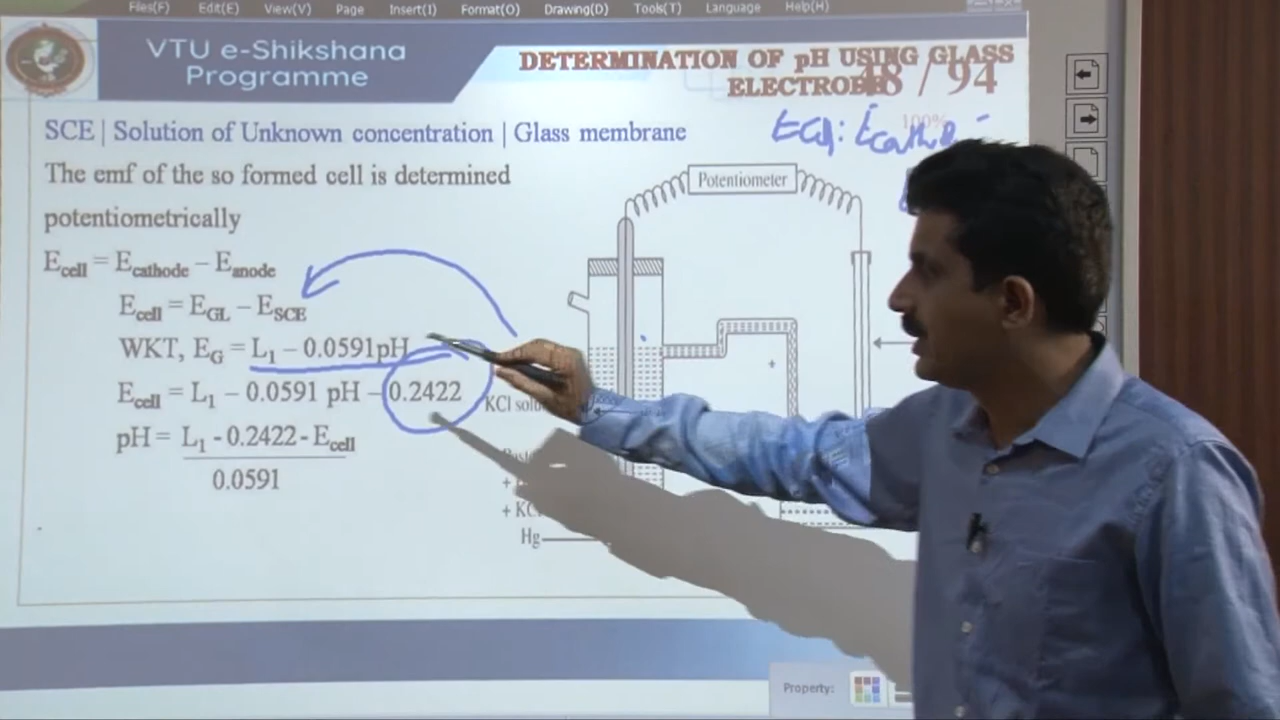 Files(F) Edit(E) View(V) Page Insert(I) Format(O) Drawing(D) Tools(T) Language Help(H)
VTU e-Shikshana
Programme
DETERMINATION OF pH USING GLASS
48 / 94
100%
SCE | Solution of Unknown concentration | Glass membrane
The emf of the so formed cell is determined
potentiometrically
Ecell = Ecathode – Eanode
Ecell = EGL – ESCE
WKT, EG = L1 – 0.0591pH
Ecell = L1 – 0.0591 pH – 0.2422
pH = L1 - 0.2422 - Ecell
0.0591
Potentiometer
+
KCl
+
+
Hg
Property: